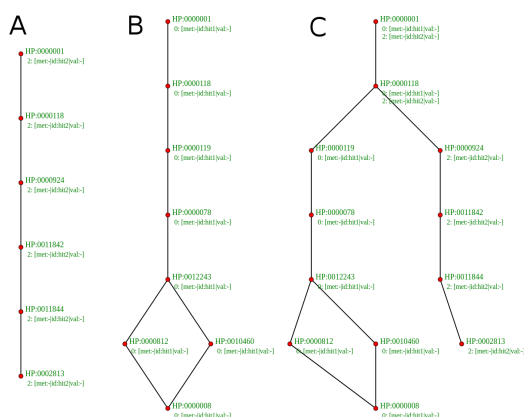 A
HP:0000001
2: [met:-|id:hit2|val:-]
HP:0000118
2: [met:-|id:hit2|val:-]
HP:0000924
2: [met:-|id:hit2|val:-]
HP:0011842
2: [met:-|id:hit2|val:-]
HP:0011844
2: [met:-|id:hit2|val:-]
HP:0002813
2: [met:-|id:hit2|val:-]
B
HP:0000001
0: [met:-|id:hit1|val:-]
HP:0000118
0: [met:-|id:hit1|val:-]
HP:0000119
0: [met:-|id:hit1|val:-]
HP:0000078
0: [met:-|id:hit1|val:-]
HP:0012243
0: [met:-|id:hit1|val:-]
HP:0000812
0: [met:-|id:hit1|val:-]
HP:0010460
0: [met:-|id:hit1|val:-]
HP:0000008
0: [met:-|id:hit1|val:-]
C
HP:0000001
0: [met:-|id:hit1|val:-]
2: [met:-|id:hit2|val:-]
HP:0000118
0: [met:-|id:hit1|val:-]
2: [met:-|id:hit2|val:-]
HP:0000119
0: [met:-|id:hit1|val:-]
HP:0000924
2: [met:-|id:hit2|val:-]
HP:0000078
0: [met:-|id:hit1|val:-]
HP:0011842
2: [met:-|id:hit2|val:-]
HP:0012243
0: [met:-|id:hit1|val:-]
HP:0011844
2: [met:-|id:hit2|val:-]
HP:0000812
0: [met:-|id:hit1|val:-]
HP:0010460
0: [met:-|id:hit1|val:-]
HP:0002813
2: [met:-|id:hit2|val:-]
HP:0000008
0: [met:-|id:hit1|val:-]